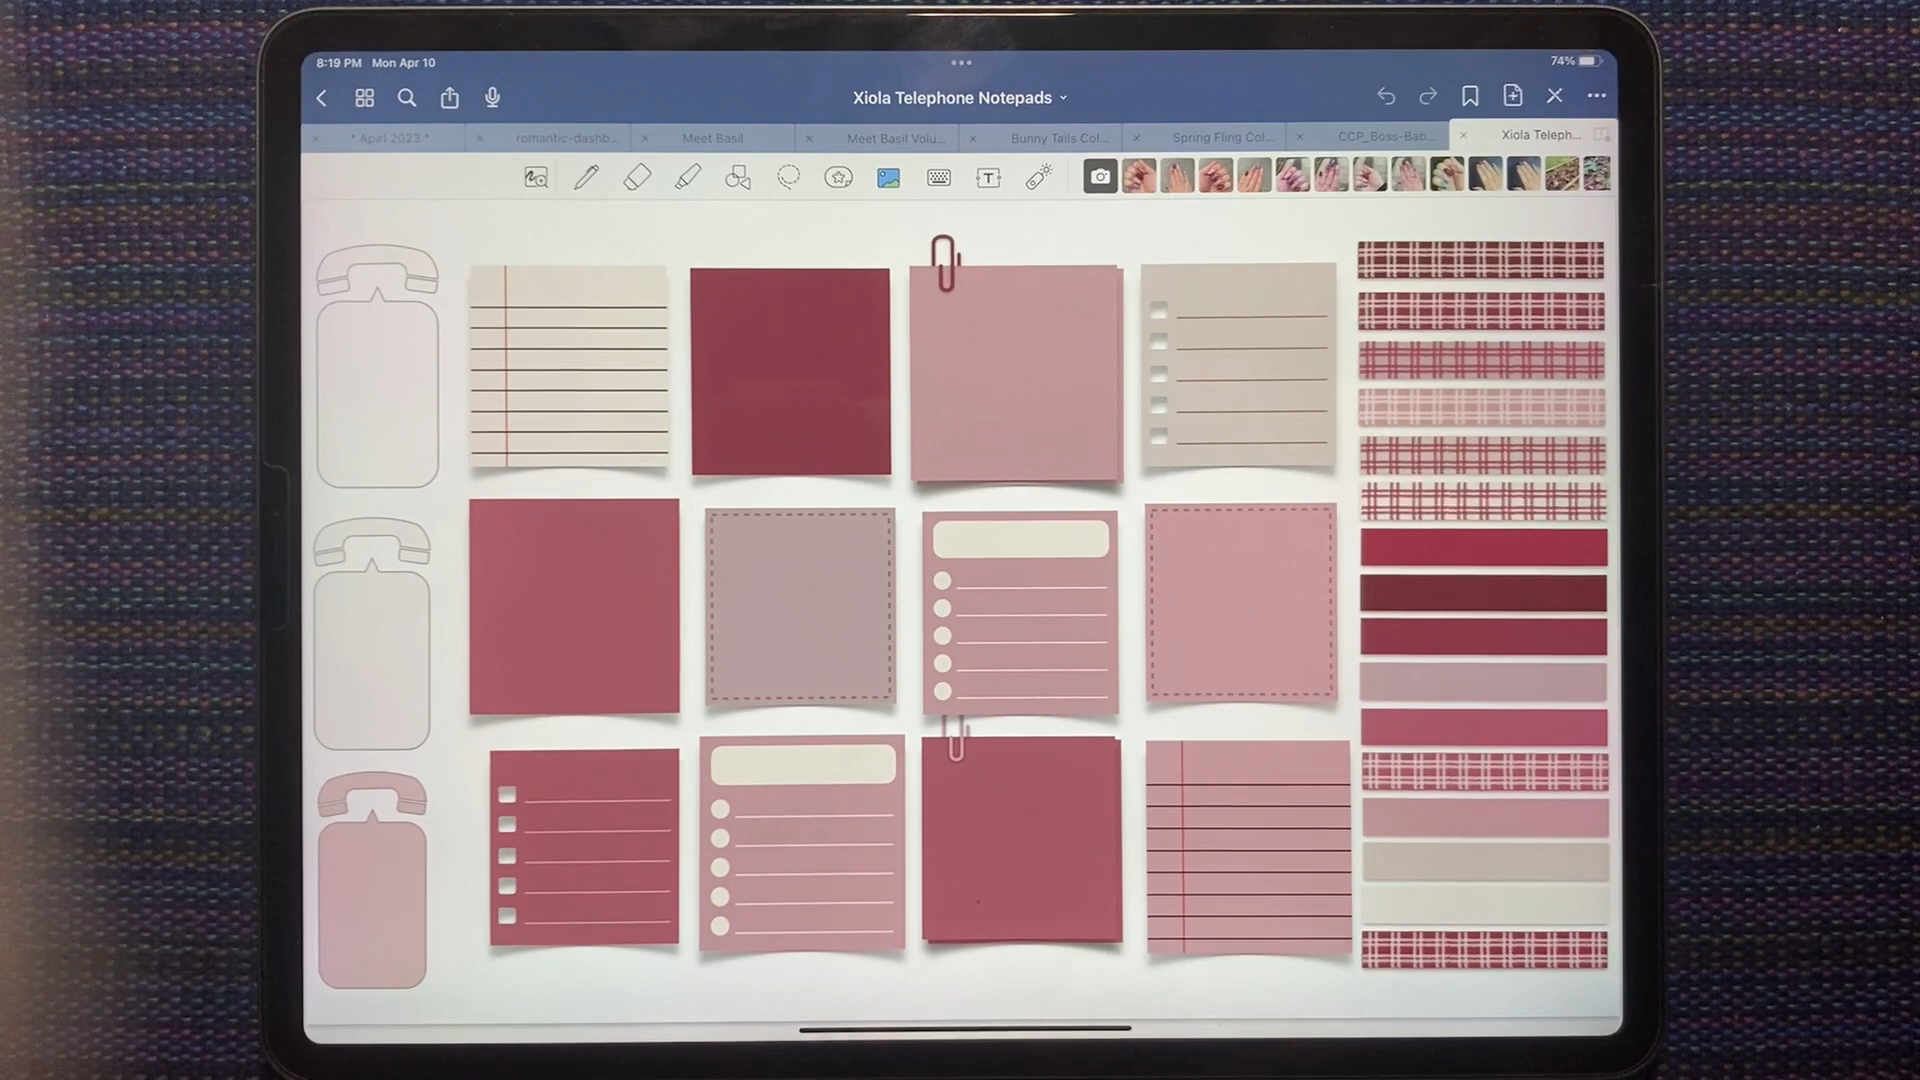 8:19 PM Mon Apr 10
74%
Xiola Telephone Notepads
* Apirl 2023 *
romantic-dashb...
Meet Basil
Meet Basil Volu...
Bunny Tails Col...
Spring Fling Col...
CCP_Boss-Bab...
Xiola Teleph...
T